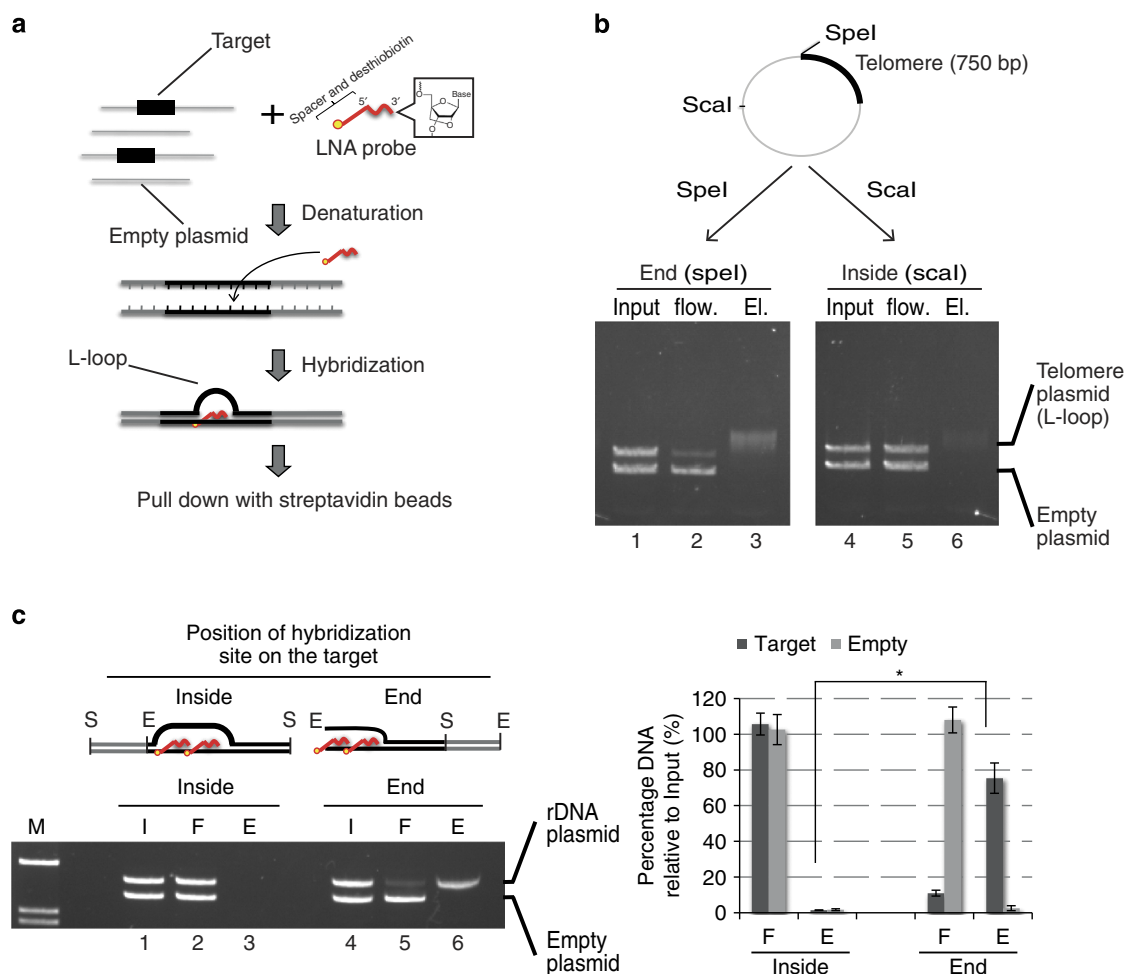 a
Target
Spacer and desthiobiotin
5′ 3′
Base
O
O
O
LNA probe
Empty plasmid
Denaturation
L-loop
Hybridization
Pull down with streptavidin beads
b
SpeI
Telomere (750 bp)
ScaI
SpeI ScaI
End (speI) Inside (scaI)
Input flow. El. Input flow. El.
Telomere
plasmid
(L-loop)
Empty
plasmid
1 2 3 4 5 6
c
Position of hybridization
site on the target
Inside End
S E S E S E
Inside End
M I F E I F E
rDNA
plasmid
Empty
plasmid
1 2 3 4 5 6
Target Empty
*
Percentage DNA
relative to Input (%)
120
100
80
60
40
20
0
F E F E
Inside End